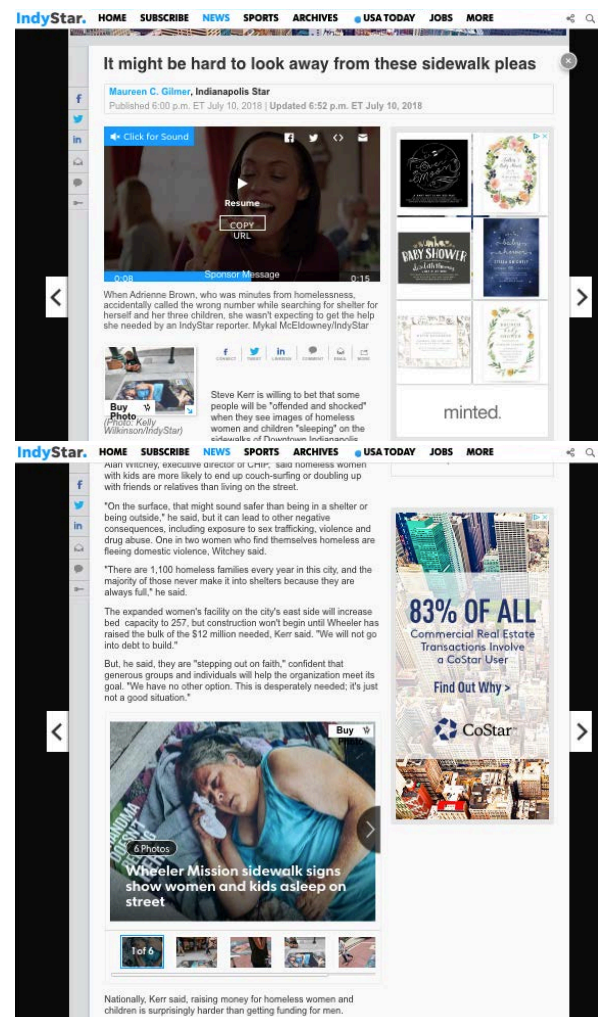 IndyStar. HOME SUBSCRIBE NEWS SPORTS ARCHIVES USA TODAY JOBS MORE
It might be hard to look away from these sidewalk pleas
Maureen C. Gilmer, Indianapolis Star
Published 6:00 p.m. ET July 10, 2018 | Updated 6:52 p.m. ET July 10, 2018
Click for Sound
Resume
COPY
URL
0:08 Sponsor Message 0:15
When Adrienne Brown, who was minutes from homelessness,
accidentally called the wrong number while searching for shelter for
herself and her three children, she wasn't expecting to get the help
she needed by an IndyStar reporter. Mykal McEldowney/IndyStar
CONNECT TWEET LINKEDIN COMMENT EMAIL MORE
Buy
Photo
(Photo: Kelly
Wilkinson/IndyStar)
Steve Kerr is willing to bet that some
people will be "offended and shocked"
when they see images of homeless
women and children "sleeping" on the
sidewalks of Downtown Indianapolis
over
moon
BABY SHOWER
baby
shower
minted.
IndyStar. HOME SUBSCRIBE NEWS SPORTS ARCHIVES USA TODAY JOBS MORE
Alan Witchey, executive director of CHIP, said homeless women
with kids are more likely to end up couch-surfing or doubling up
with friends or relatives than living on the street.
"On the surface, that might sound safer than being in a shelter or
being outside," he said, but it can lead to other negative
consequences, including exposure to sex trafficking, violence and
drug abuse. One in two women who find themselves homeless are
fleeing domestic violence, Witchey said.
"There are 1,100 homeless families every year in this city, and the
majority of those never make it into shelters because they are
always full," he said.
The expanded women's facility on the city's east side will increase
bed capacity to 257, but construction won't begin until Wheeler has
raised the bulk of the $12 million needed, Kerr said. "We will not go
into debt to build."
But, he said, they are "stepping out on faith," confident that
generous groups and individuals will help the organization meet its
goal. "We have no other option. This is desperately needed; it's just
not a good situation."
Buy
Photo
GRANDMA
DOESN'T
6 Photos
Wheeler Mission sidewalk signs
show women and kids asleep on
street
1 of 6
Nationally, Kerr said, raising money for homeless women and
children is surprisingly harder than getting funding for men.
83% OF ALL
Commercial Real Estate
Transactions Involve
a CoStar User
Find Out Why >
CoStar